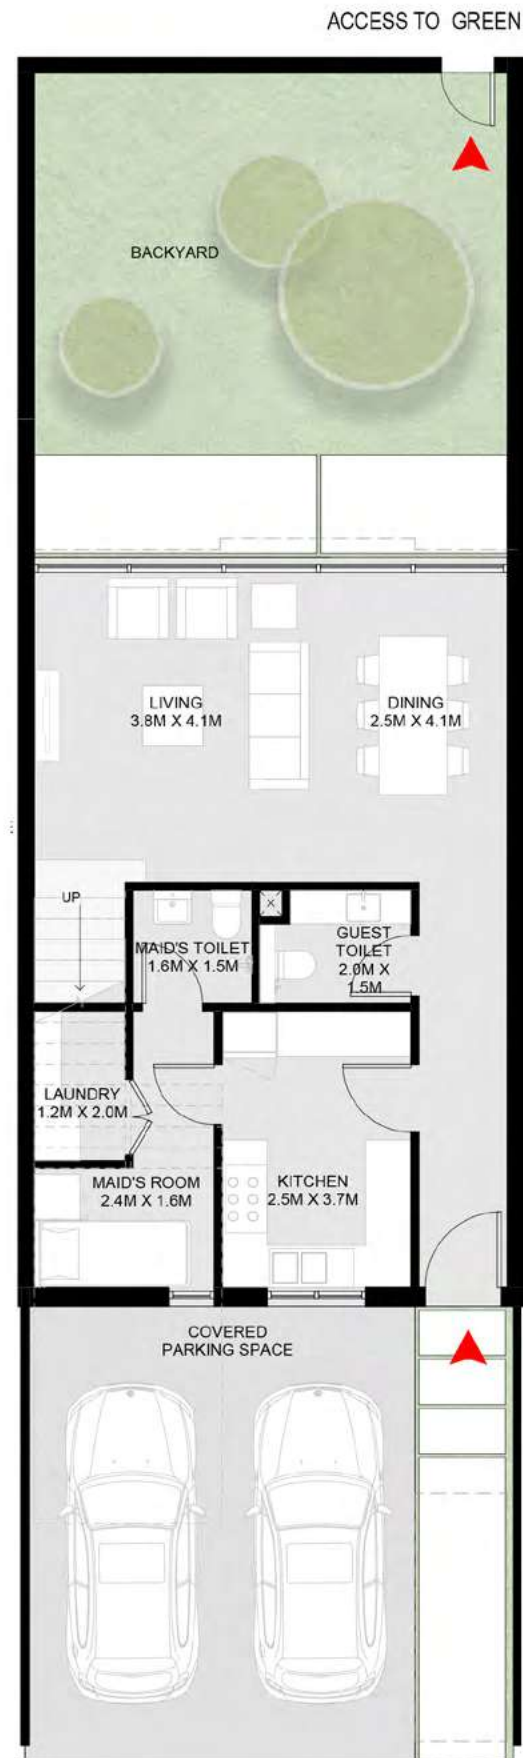 ACCESS TO GREEN
BACKYARD
LIVING
3.8M X 4.1M
DINING
2.5M X 4.1M
UP
MAID'S TOILET
1.6M X 1.5M
GUEST
TOILET
2.0M X
1.5M
LAUNDRY
1.2M X 2.0M
MAID'S ROOM
2.4M X 1.6M
KITCHEN
2.5M X 3.7M
COVERED
PARKING SPACE